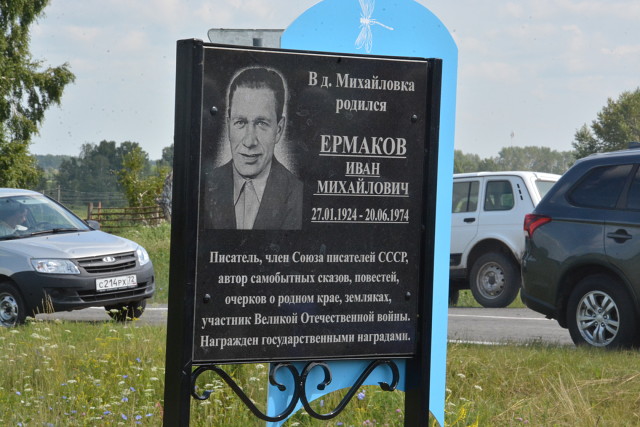 В д. Михайловка
родился
ЕРМАКОВ
ИВАН
МИХАЙЛОВИЧ
27.01.1924 - 20.06.1974
Писатель, член Союза писателей СССР,
автор самобытных сказов, повестей,
очерков о родном крае, земляках,
участник Великой Отечественной войны.
Награжден государственными наградами.
С214РХ72